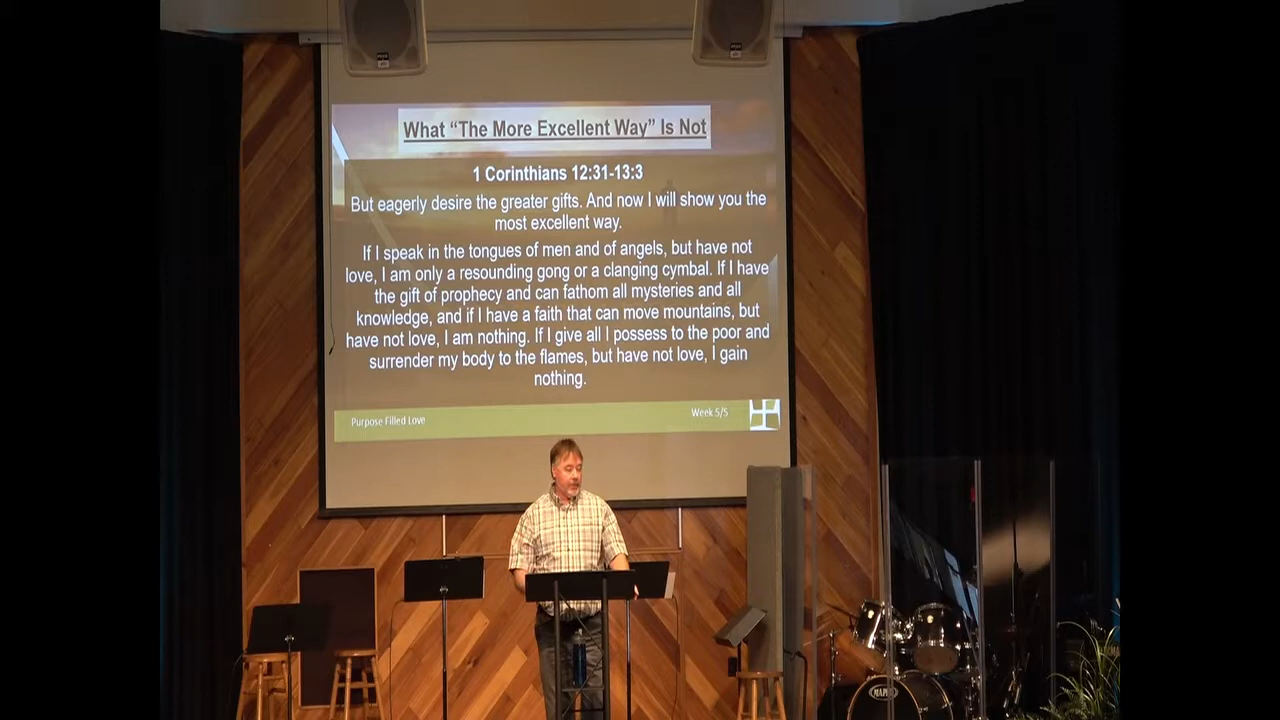 What “The More Excellent Way” Is Not
1 Corinthians 12:31-13:3
But eagerly desire the greater gifts. And now I will show you the
most excellent way.
If I speak in the tongues of men and of angels, but have not
love, I am only a resounding gong or a clanging cymbal. If I have
the gift of prophecy and can fathom all mysteries and all
knowledge, and if I have a faith that can move mountains, but
have not love, I am nothing. If I give all I possess to the poor and
surrender my body to the flames, but have not love, I gain
nothing.
Purpose Filled Love
Week 5/5